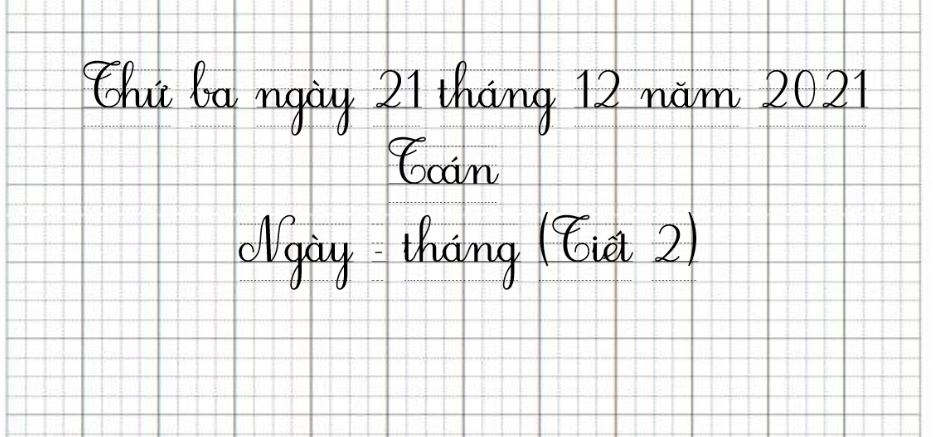 Thứ ba ngày 21 tháng 12 năm 2021
Toán
Ngày - tháng (Tiết 2)